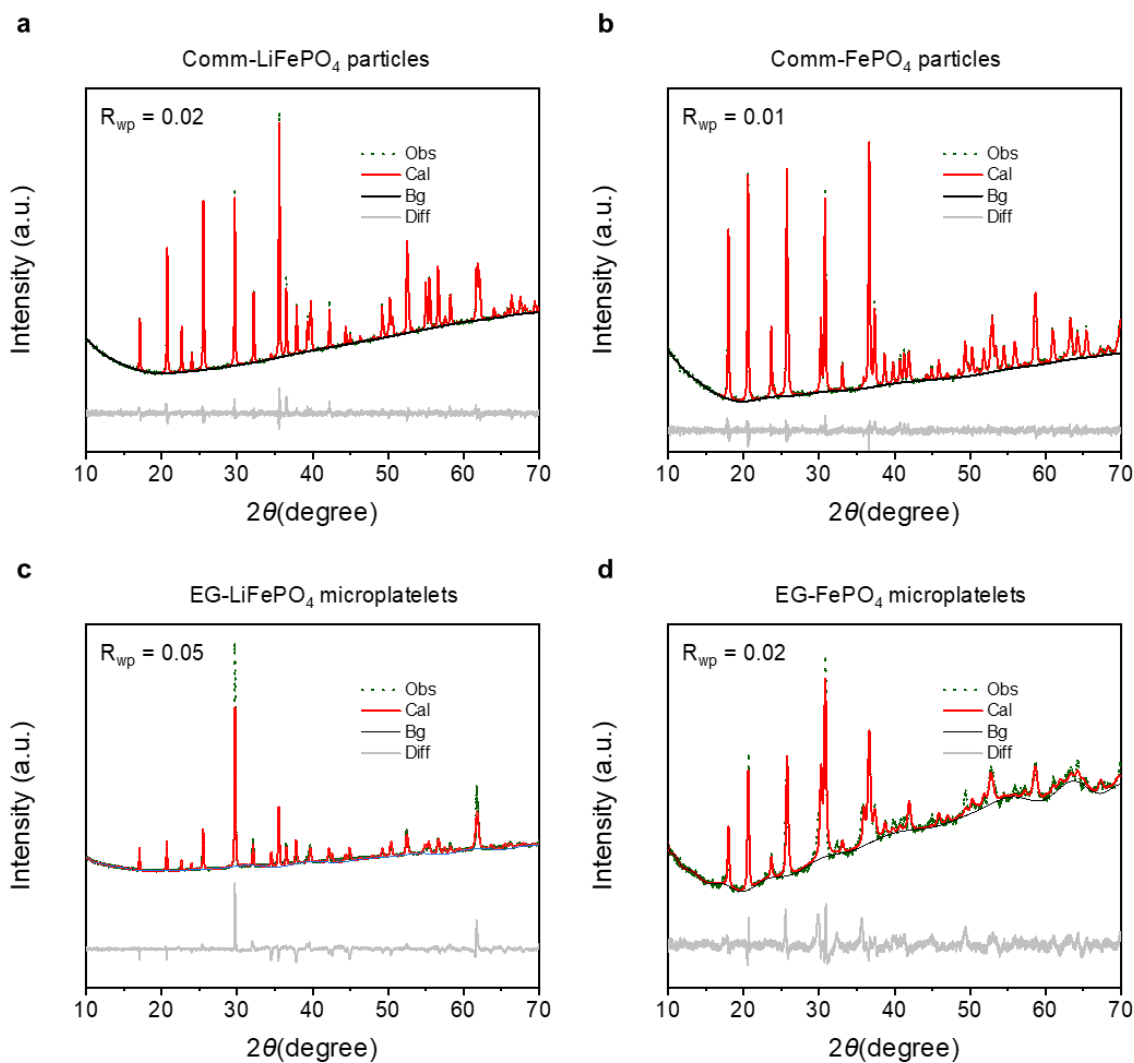 a
Comm-LiFePO₄ particles
R_wp = 0.02
Obs
Cal
Bg
Diff
Intensity (a.u.)
10 20 30 40 50 60 70
2θ(degree)
b
Comm-FePO₄ particles
R_wp = 0.01
Obs
Cal
Bg
Diff
Intensity (a.u.)
10 20 30 40 50 60 70
2θ(degree)
c
EG-LiFePO₄ microplatelets
R_wp = 0.05
Obs
Cal
Bg
Diff
Intensity (a.u.)
10 20 30 40 50 60 70
2θ(degree)
d
EG-FePO₄ microplatelets
R_wp = 0.02
Obs
Cal
Bg
Diff
Intensity (a.u.)
10 20 30 40 50 60 70
2θ(degree)